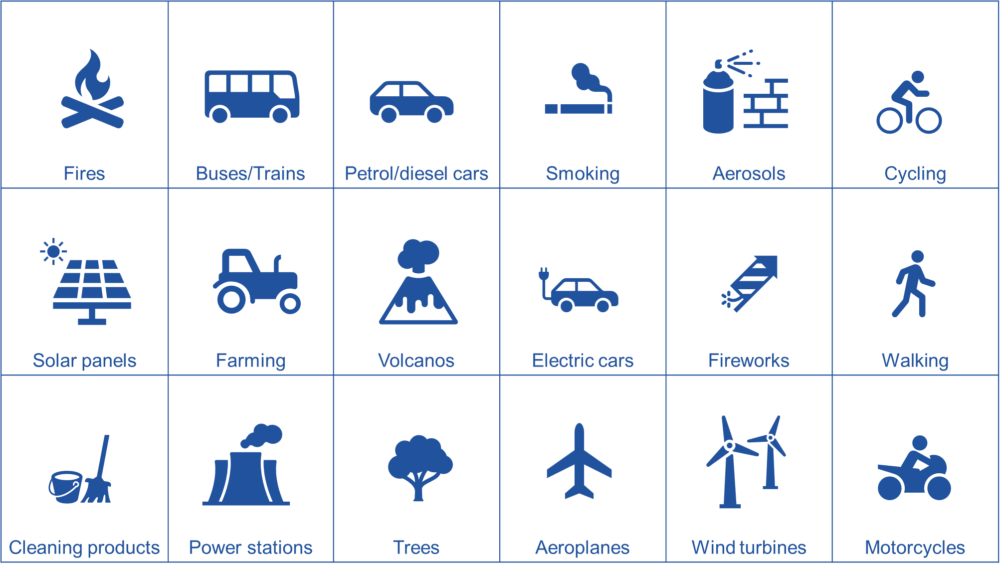 Fires
Buses/Trains
Petrol/diesel cars
Smoking
Aerosols
Cycling
Solar panels
Farming
Volcanos
Electric cars
Fireworks
Walking
Cleaning products
Power stations
Trees
Aeroplanes
Wind turbines
Motorcycles